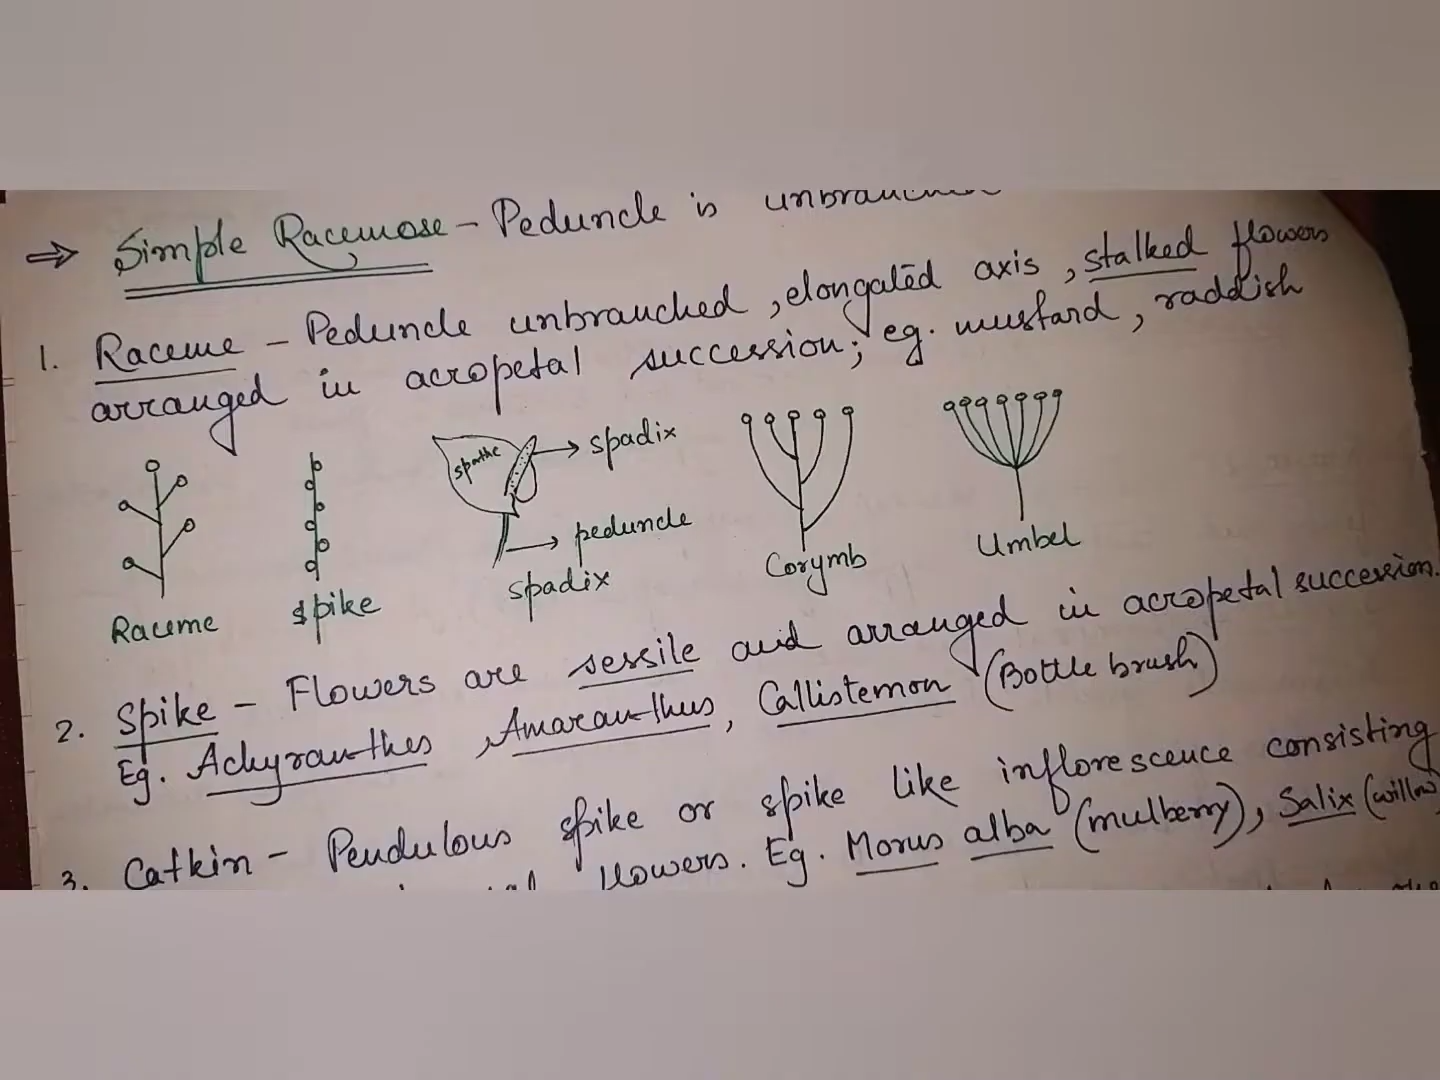 ⇒ Simple Racemose - Peduncle is unbranched
1. Raceme - Peduncle unbranched, elongated axis, stalked flowers
arranged in acropetal succession; eg. mustard, raddish
spathe
spadix
peduncle
Raceme
spike
spadix
Corymb
Umbel
2. Spike - Flowers are sessile and arranged in acropetal succession.
Eg. Achyranthes, Amaranthus, Callistemon (Bottle brush)
3. Catkin - Pendulous spike or spike like inflorescence consisting
flowers. Eg. Morus alba (mulberry), Salix (willow)